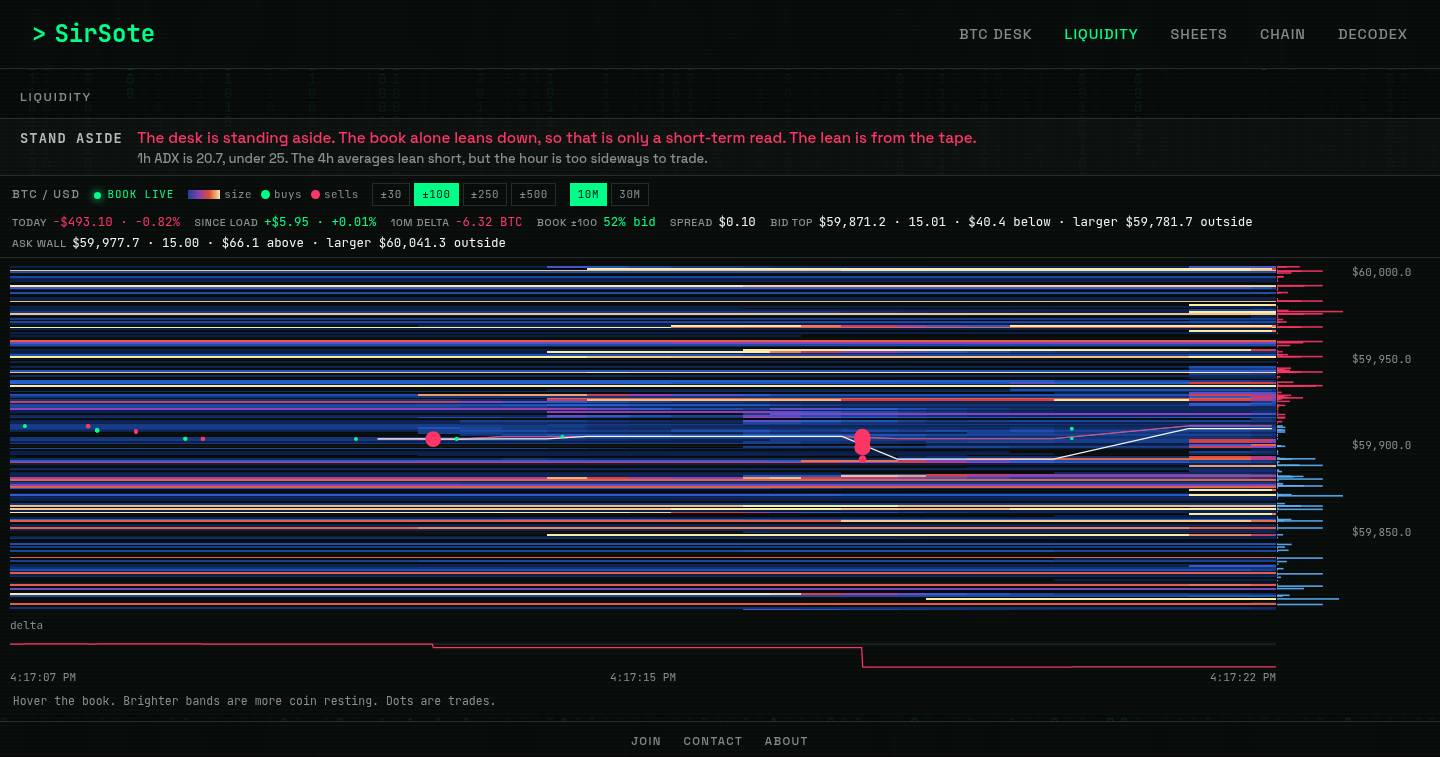 > SirSote
BTC DESK LIQUIDITY SHEETS CHAIN DECODEX
LIQUIDITY
STAND ASIDE The desk is standing aside. The book alone leans down, so that is only a short-term read. The lean is from the tape.
1h ADX is 20.7, under 25. The 4h averages lean short, but the hour is too sideways to trade.
BTC / USD BOOK LIVE size buys sells ±30 ±100 ±250 ±500 10M 30M
TODAY -$493.10 · -0.82% SINCE LOAD +$5.95 · +0.01% 10M DELTA -6.32 BTC BOOK ±100 52% bid SPREAD $0.10 BID TOP $59,871.2 · 15.01 · $40.4 below · larger $59,781.7 outside
ASK WALL $59,977.7 · 15.00 · $66.1 above · larger $60,041.3 outside
$60,000.0
$59,950.0
$59,900.0
$59,850.0
delta
4:17:07 PM 4:17:15 PM 4:17:22 PM
Hover the book. Brighter bands are more coin resting. Dots are trades.
JOIN CONTACT ABOUT